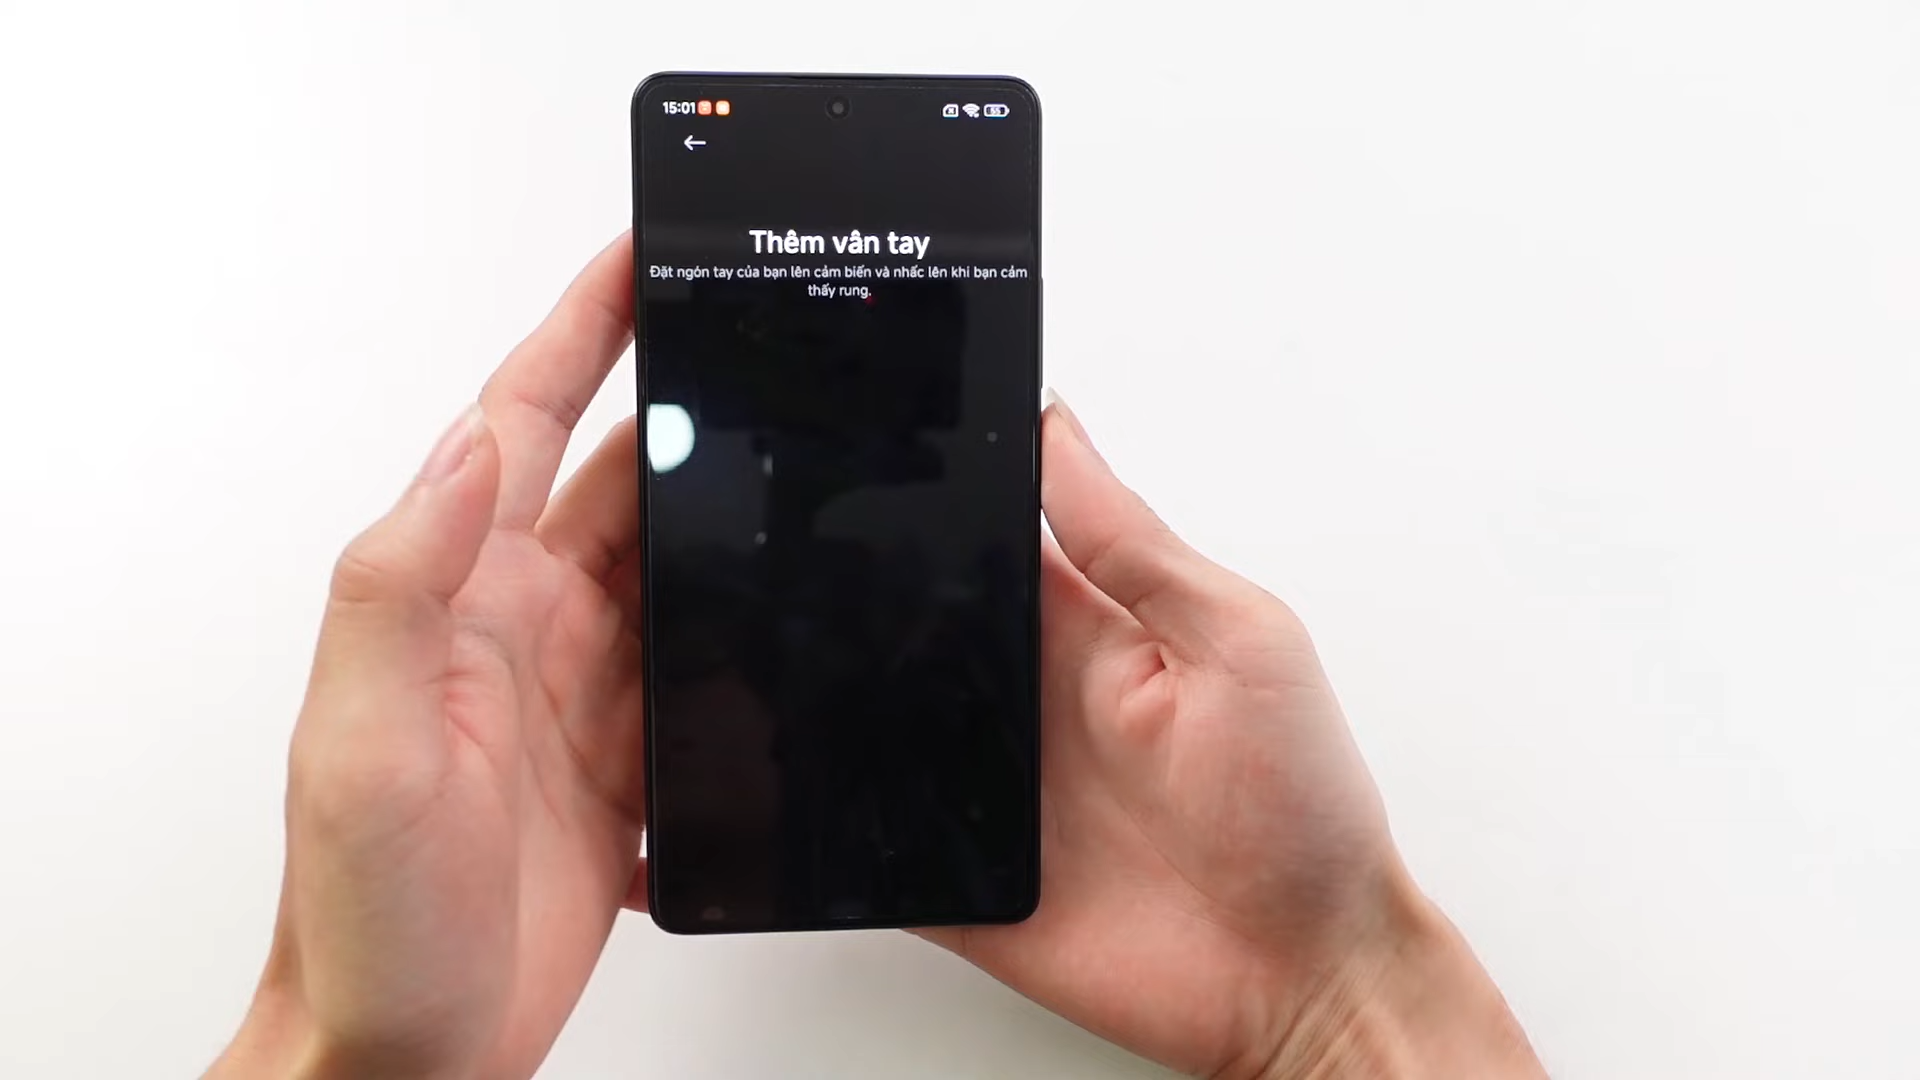 15:01
55
Thêm vân tay
Đặt ngón tay của bạn lên cảm biến và nhấc lên khi bạn cảm
thấy rung.